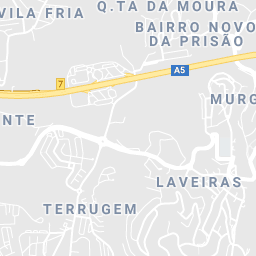 VILA FRIA
Q.TA DA MOURA
BAIRRO NOVO
DA PRISÃO
A5
7
MURG
NTE
LAVEIRAS
TERRUGEM